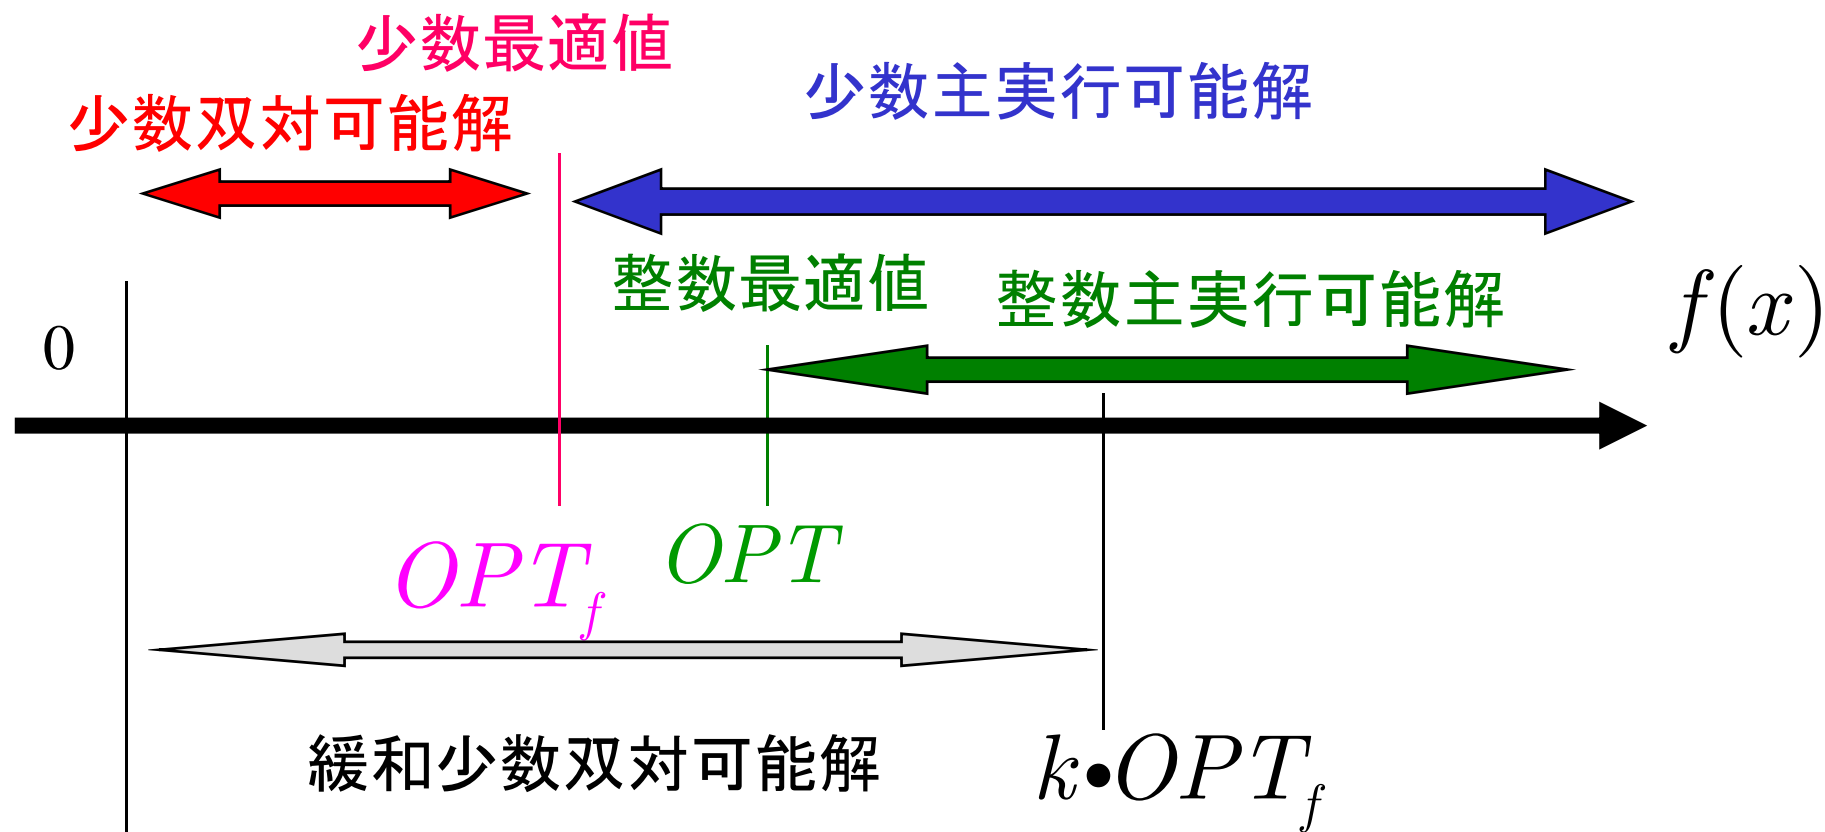 少数最適値
少数主実行可能解
少数双対可能解
整数最適値
整数主実行可能解
f(x)
0
OPT
OPT_f
緩和少数双対可能解
k•OPT_f